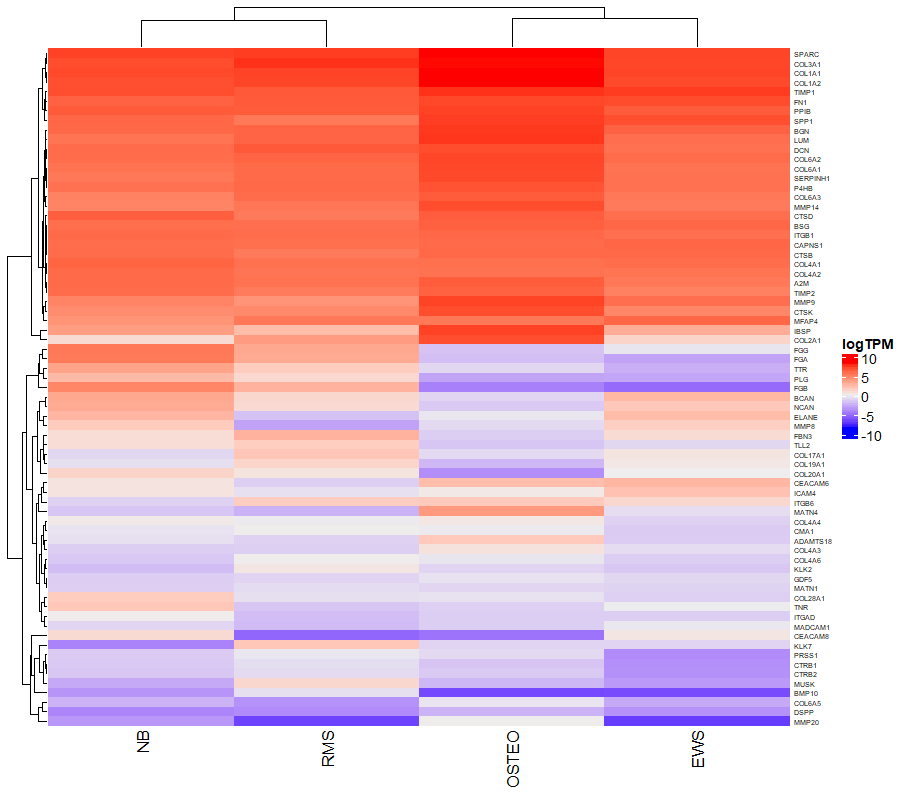 SPARC
COL3A1
COL1A1
COL1A2
TIMP1
FN1
PPIB
SPP1
BGN
LUM
DCN
COL6A2
COL6A1
SERPINH1
P4HB
COL6A3
MMP14
CTSD
BSG
ITGB1
CAPNS1
CTSB
COL4A1
COL4A2
A2M
TIMP2
MMP9
CTSK
MFAP4
IBSP
COL2A1
FGG
FGA
TTR
PLG
FGB
BCAN
NCAN
ELANE
MMP8
FBN3
TLL2
COL17A1
COL19A1
COL20A1
CEACAM6
ICAM4
ITGB6
MATN4
COL4A4
CMA1
ADAMTS18
COL4A3
COL4A6
KLK2
GDF5
MATN1
COL28A1
TNR
ITGAD
MADCAM1
CEACAM8
KLK7
PRSS1
CTRB1
CTRB2
MUSK
BMP10
COL6A5
DSPP
MMP20
logTPM
10
5
0
-5
-10
NB
RMS
OSTEO
EWS